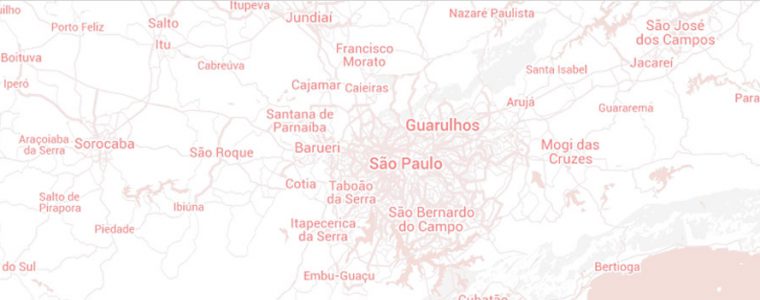 Itupeva
Jundiaí
Nazaré Paulista
Salto
Itu
Porto Feliz
São José
dos Campos
Boituva
Francisco
Morato
Cabreúva
Jacareí
Santa Isabel
Iperó
Cajamar
Caieiras
Arujá
Guararema
Santana de
Parnaíba
Guarulhos
Araçoiaba
da Serra
Sorocaba
São Roque
Barueri
Mogi das
Cruzes
São Paulo
Cotia
Taboão
da Serra
Salto de
Pirapora
Ibiúna
São Bernardo
do Campo
Piedade
Itapecerica
da Serra
do Sul
Embu-Guaçu
Bertioga